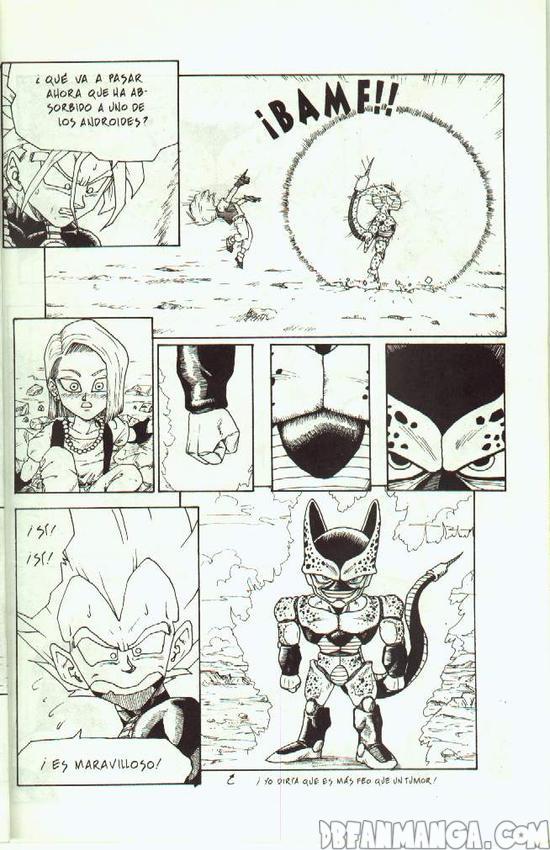 ¿QUÉ VA A PASAR
AHORA QUE HA AB-
SORBIDO A UNO DE
LOS ANDROIDES?
¡BAMF!!
¡SÍ!
¡SÍ!
¡ES MARAVILLOSO!
¡YO DIRÍA QUE ES MÁS FEO QUE UN TUMOR!
DBFANMANGA.COM